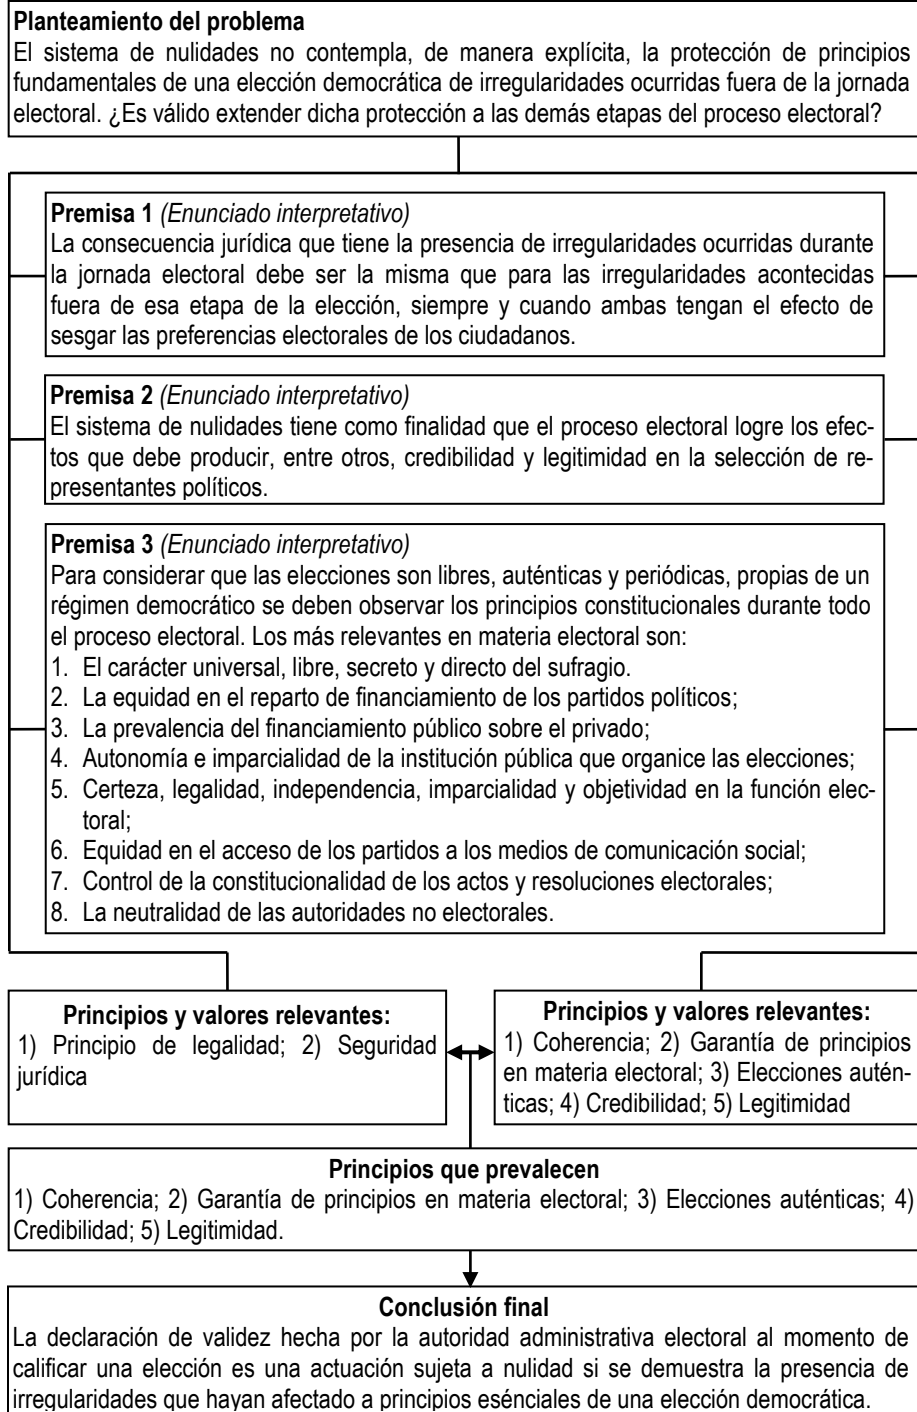 Planteamiento del problema
El sistema de nulidades no contempla, de manera explícita, la protección de principios
fundamentales de una elección democrática de irregularidades ocurridas fuera de la jornada
electoral. ¿Es válido extender dicha protección a las demás etapas del proceso electoral?
Premisa 1 (Enunciado interpretativo)
La consecuencia jurídica que tiene la presencia de irregularidades ocurridas durante
la jornada electoral debe ser la misma que para las irregularidades acontecidas
fuera de esa etapa de la elección, siempre y cuando ambas tengan el efecto de
sesgar las preferencias electorales de los ciudadanos.
Premisa 2 (Enunciado interpretativo)
El sistema de nulidades tiene como finalidad que el proceso electoral logre los efec-
tos que debe producir, entre otros, credibilidad y legitimidad en la selección de re-
presentantes políticos.
Premisa 3 (Enunciado interpretativo)
Para considerar que las elecciones son libres, auténticas y periódicas, propias de un
régimen democrático se deben observar los principios constitucionales durante todo
el proceso electoral. Los más relevantes en materia electoral son:
1. El carácter universal, libre, secreto y directo del sufragio.
2. La equidad en el reparto de financiamiento de los partidos políticos;
3. La prevalencia del financiamiento público sobre el privado;
4. Autonomía e imparcialidad de la institución pública que organice las elecciones;
5. Certeza, legalidad, independencia, imparcialidad y objetividad en la función elec-
toral;
6. Equidad en el acceso de los partidos a los medios de comunicación social;
7. Control de la constitucionalidad de los actos y resoluciones electorales;
8. La neutralidad de las autoridades no electorales.
Principios y valores relevantes:
1) Principio de legalidad; 2) Seguridad
jurídica
Principios y valores relevantes:
1) Coherencia; 2) Garantía de principios
en materia electoral; 3) Elecciones autén-
ticas; 4) Credibilidad; 5) Legitimidad
Principios que prevalecen
1) Coherencia; 2) Garantía de principios en materia electoral; 3) Elecciones auténticas; 4)
Credibilidad; 5) Legitimidad.
Conclusión final
La declaración de validez hecha por la autoridad administrativa electoral al momento de
calificar una elección es una actuación sujeta a nulidad si se demuestra la presencia de
irregularidades que hayan afectado a principios esénciales de una elección democrática.